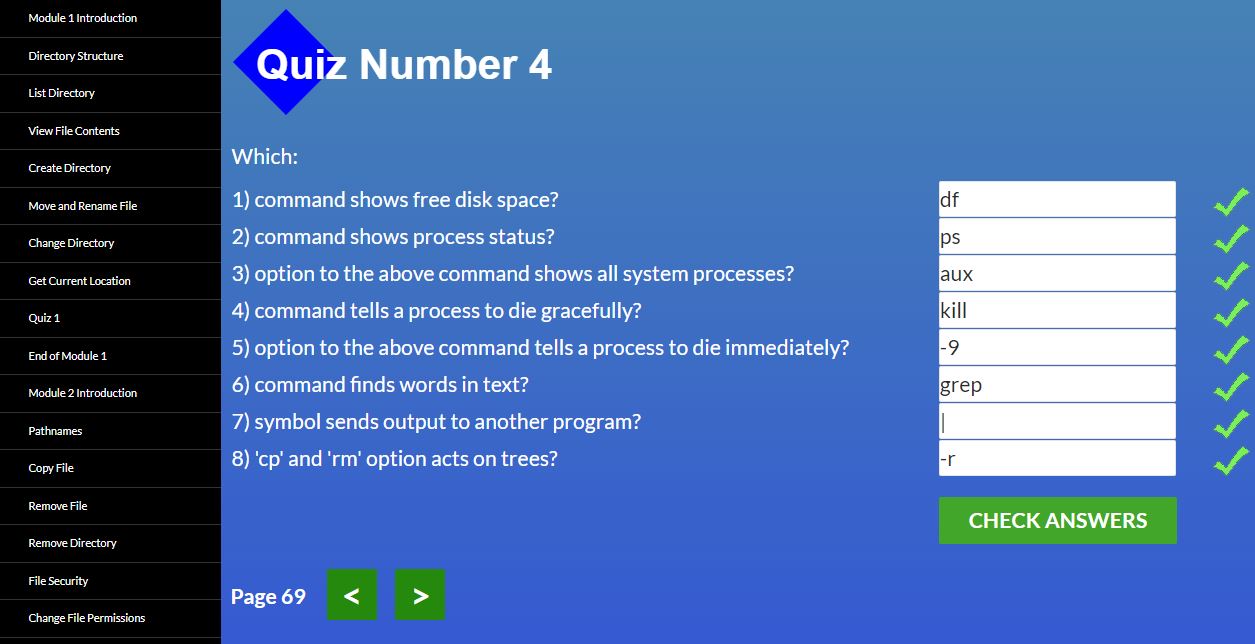 Module 1 Introduction
Directory Structure
List Directory
View File Contents
Create Directory
Move and Rename File
Change Directory
Get Current Location
Quiz 1
End of Module 1
Module 2 Introduction
Pathnames
Copy File
Remove File
Remove Directory
File Security
Change File Permissions
Quiz Number 4
Which:
1) command shows free disk space? df
2) command shows process status? ps
3) option to the above command shows all system processes? aux
4) command tells a process to die gracefully? kill
5) option to the above command tells a process to die immediately? -9
6) command finds words in text? grep
7) symbol sends output to another program? |
8) 'cp' and 'rm' option acts on trees? -r
CHECK ANSWERS
Page 69 < >